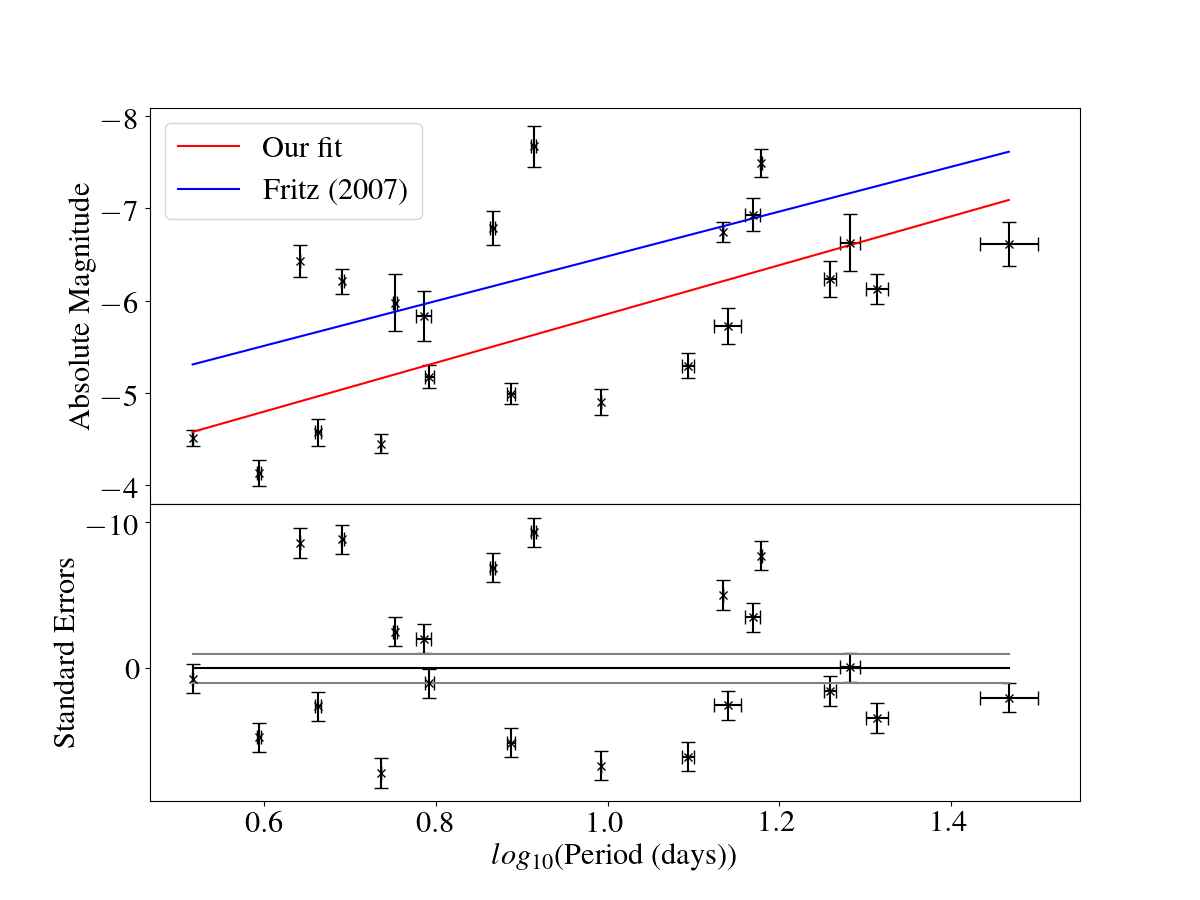 Our fit
Fritz (2007)
Absolute Magnitude
−8
−7
−6
−5
−4
Standard Errors
−10
0
0.6 0.8 1.0 1.2 1.4
log₁₀(Period (days))